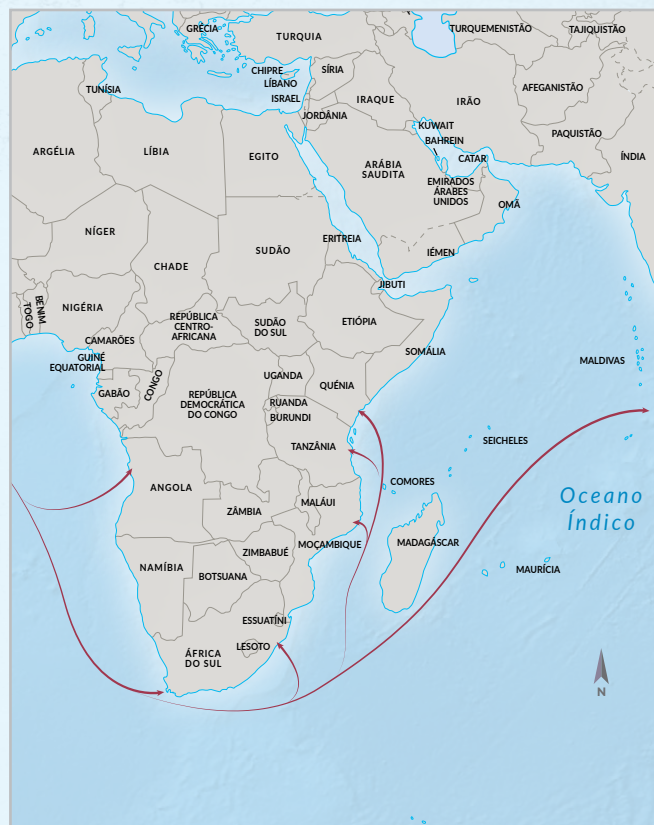 GRÉCIA
TURQUIA
TURQUEMENISTÃO
TAJIQUISTÃO
CHIPRE
SÍRIA
LÍBANO
ISRAEL
TUNÍSIA
IRAQUE
IRÃO
AFEGANISTÃO
JORDÂNIA
KUWAIT
BAHREIN
PAQUISTÃO
ARGÉLIA
LÍBIA
EGITO
ARÁBIA
SAUDITA
CATAR
ÍNDIA
EMIRADOS
ÁRABES
UNIDOS
OMÃ
NÍGER
ERITREIA
IÉMEN
SUDÃO
CHADE
JIBUTI
BENIM
TOGO
NIGÉRIA
REPÚBLICA
CENTRO-
AFRICANA
SUDÃO
DO SUL
ETIÓPIA
CAMARÕES
SOMÁLIA
GUINÉ
EQUATORIAL
MALDIVAS
GABÃO
CONGO
UGANDA
QUÉNIA
REPÚBLICA
DEMOCRÁTICA
DO CONGO
RUANDA
BURUNDI
TANZÂNIA
SEICHELES
ANGOLA
COMORES
ZÂMBIA
MALÁUI
Oceano
Índico
MOÇAMBIQUE
MADAGÁSCAR
ZIMBABUÉ
NAMÍBIA
BOTSUANA
MAURÍCIA
ESSUATÍNI
LESOTO
ÁFRICA
DO SUL
N